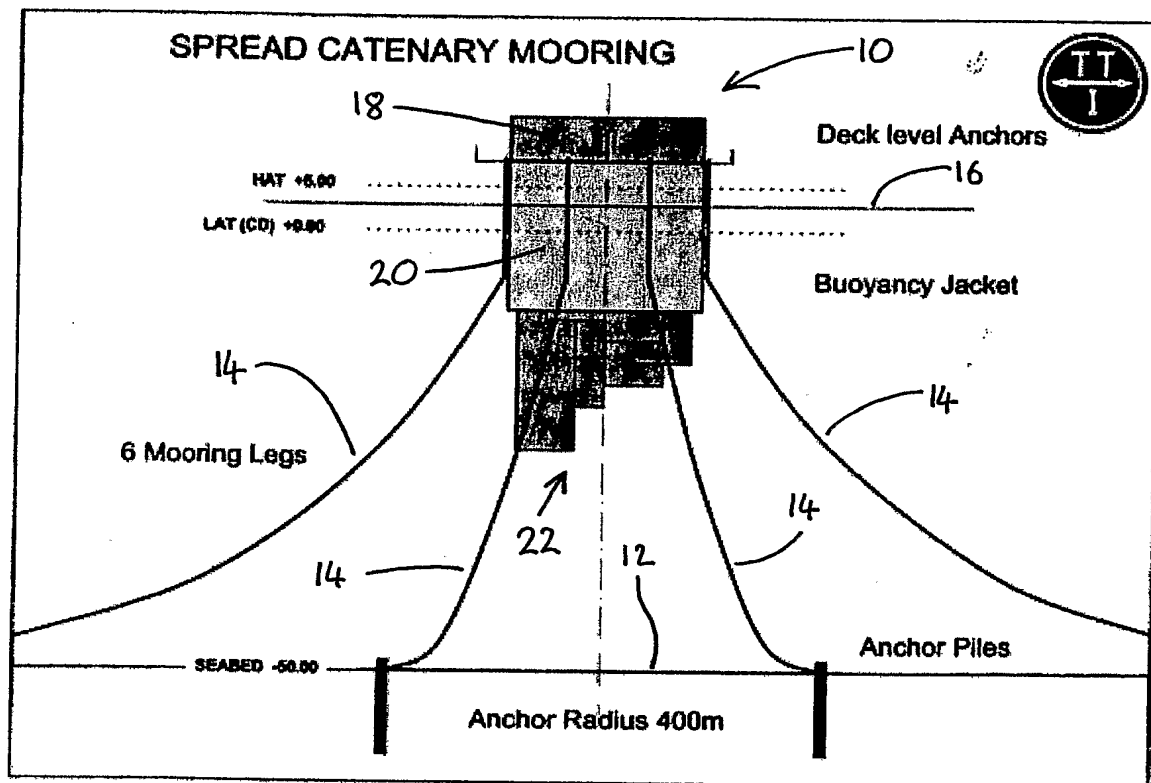 SPREAD CATENARY MOORING
10
TT
I
18
Deck level Anchors
16
HAT +5.00
LAT (CD) +0.00
20
Buoyancy Jacket
14
14
6 Mooring Legs
22
14
14
12
SEABED -50.00
Anchor Piles
Anchor Radius 400m